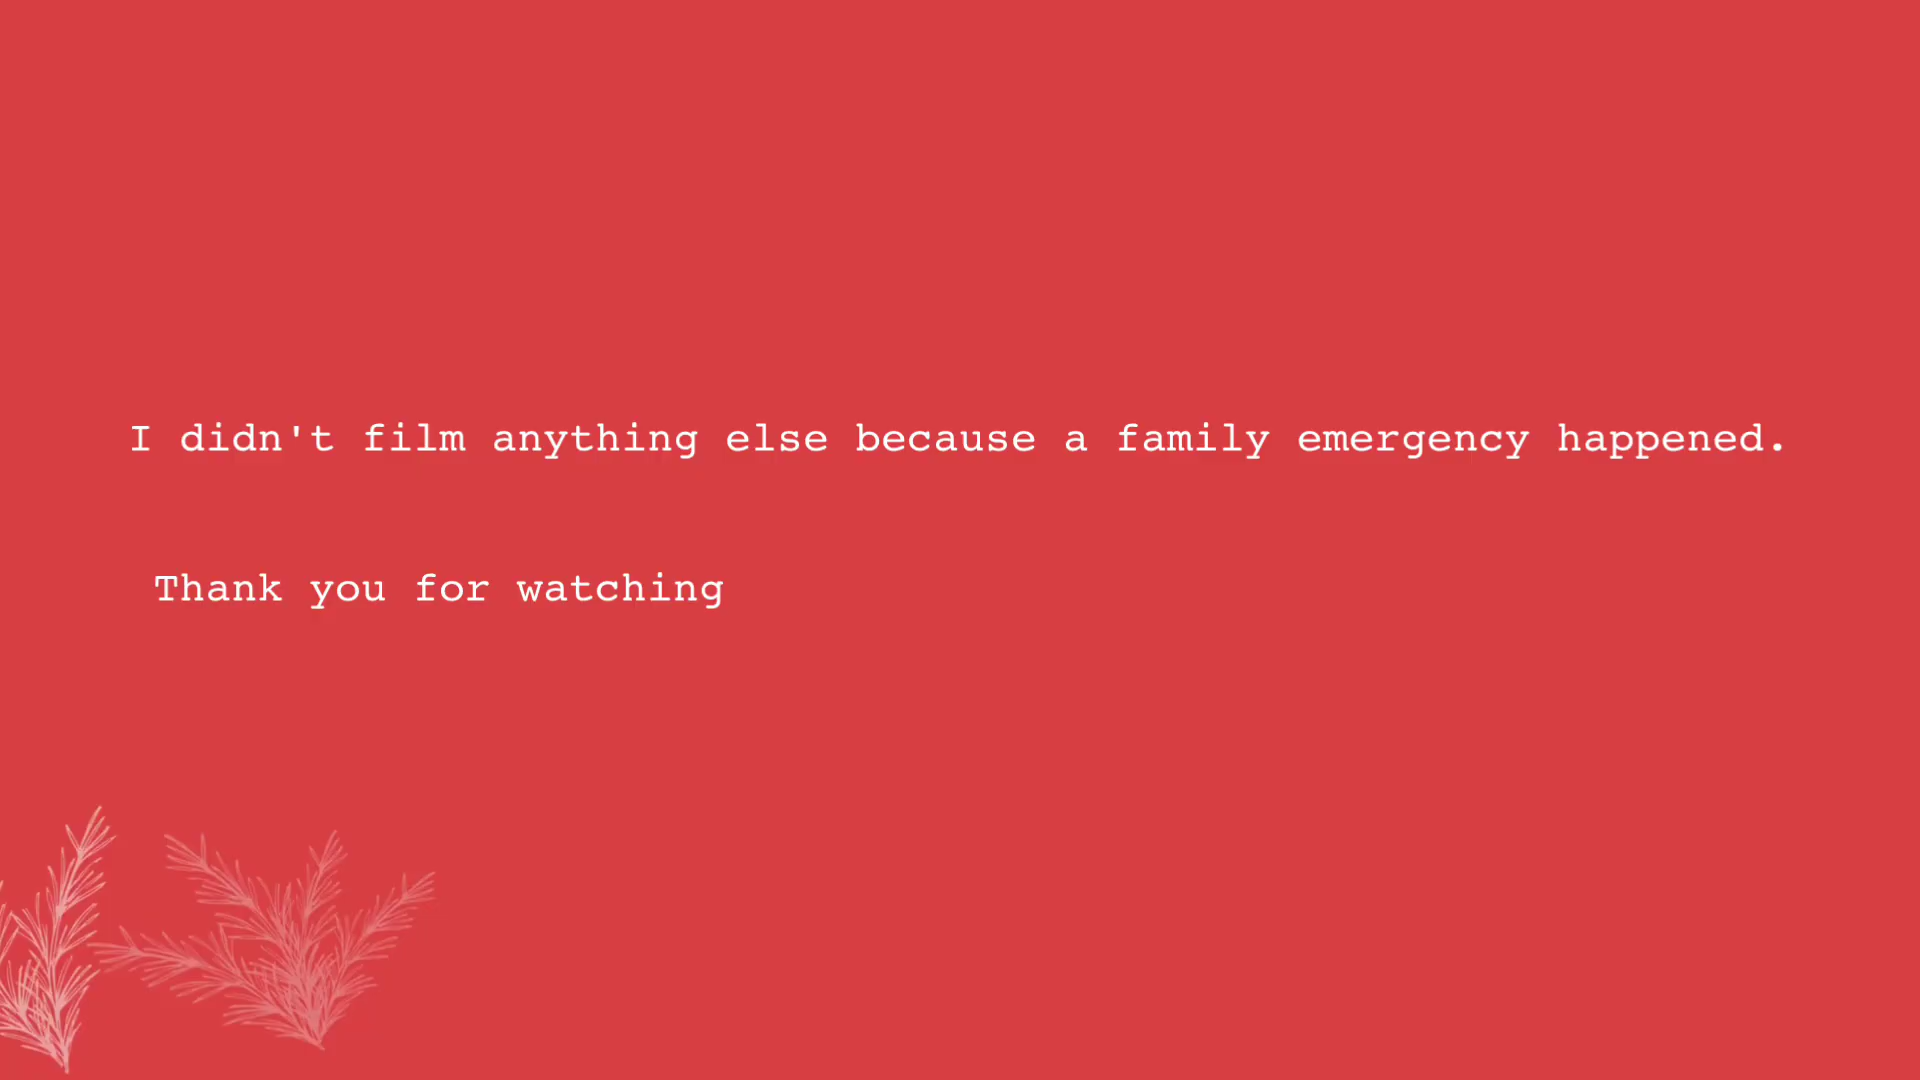 I didn't film anything else because a family emergency happened.
Thank you for watching